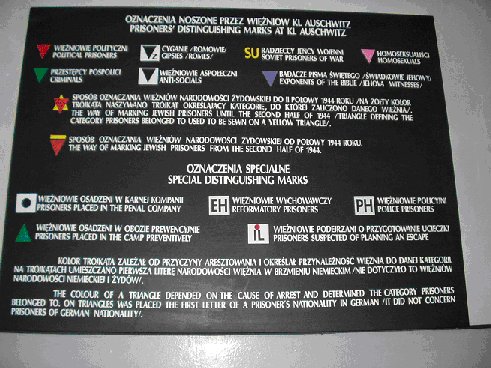 OZNACZENIA NOSZONE PRZEZ WIĘŹNIÓW KL AUSCHWITZ
PRISONERS' DISTINGUISHING MARKS AT KL AUSCHWITZ
WIĘŹNIOWIE POLITYCZNI
POLITICAL PRISONERS
CYGANIE /ROMOWIE/
GIPSIES /ROMIES/
SU
RADZIECCY JEŃCY WOJENNI
SOVIET PRISONERS OF WAR
HOMOSEKSUALIŚCI
HOMOSEXUALS
PRZESTĘPCY POSPOLICI
CRIMINALS
WIĘŹNIOWIE ASPOŁECZNI
ANTI-SOCIALS
BADACZE PISMA ŚWIĘTEGO /ŚWIADKOWIE JEHOWY/
EXPONENTS OF THE BIBLE /JEHOVA WITNESSES/
SPOSÓB OZNACZANIA WIĘŹNIÓW NARODOWOŚCI ŻYDOWSKIEJ DO II POŁOWY 1944 ROKU /NA ŻÓŁTY KOLOR
TRÓJKĄTA NASZYWANO TRÓJKĄT OKREŚLAJĄCY KATEGORIĘ, DO KTÓREJ ZALICZONO DANEGO WIĘŹNIA/.
THE WAY OF MARKING JEWISH PRISONERS UNTIL THE SECOND HALF OF 1944 /TRIANGLE DEFINING THE
CATEGORY PRISONERS BELONGED TO USED TO BE SEWN ON A YELLOW TRIANGLE/.
SPOSÓB OZNACZANIA WIĘŹNIÓW NARODOWOŚCI ŻYDOWSKIEJ OD POŁOWY 1944 ROKU.
THE WAY OF MARKING JEWISH PRISONERS FROM THE SECOND HALF OF 1944.
OZNACZENIA SPECJALNE
SPECIAL DISTINGUISHING MARKS
WIĘŹNIOWIE OSADZENI W KARNEJ KOMPANII
PRISONERS PLACED IN THE PENAL COMPANY
EH
WIĘŹNIOWIE WYCHOWAWCZY
REFORMATORY PRISONERS
PH
WIĘŹNIOWIE POLICYJNI
POLICE PRISONERS
WIĘŹNIOWIE OSADZENI W OBOZIE PREWENCYJNIE
PRISONERS PLACED IN THE CAMP PREVENTIVELY
iL
WIĘŹNIOWIE PODEJRZANI O PRZYGOTOWANIE UCIECZKI
PRISONERS SUSPECTED OF PLANNING AN ESCAPE
KOLOR TRÓJKĄTA ZALEŻAŁ OD PRZYCZYNY ARESZTOWANIA I OKREŚLAŁ PRZYNALEŻNOŚĆ WIĘŹNIA DO DANEJ KATEGORII.
NA TRÓJKĄTACH UMIESZCZANO PIERWSZĄ LITERĘ NARODOWOŚCI WIĘŹNIA W BRZMIENIU NIEMIECKIM /NIE DOTYCZYŁO TO WIĘŹNIÓW
NARODOWOŚCI NIEMIECKIEJ I ŻYDÓW/.
THE COLOUR OF A TRIANGLE DEPENDED ON THE CAUSE OF ARREST AND DETERMINED THE CATEGORY PRISONERS
BELONGED TO. ON TRIANGLES WAS PLACED THE FIRST LETTER OF A PRISONER'S NATIONALITY IN GERMAN /IT DID NOT CONCERN
PRISONERS OF GERMAN NATIONALITY/.